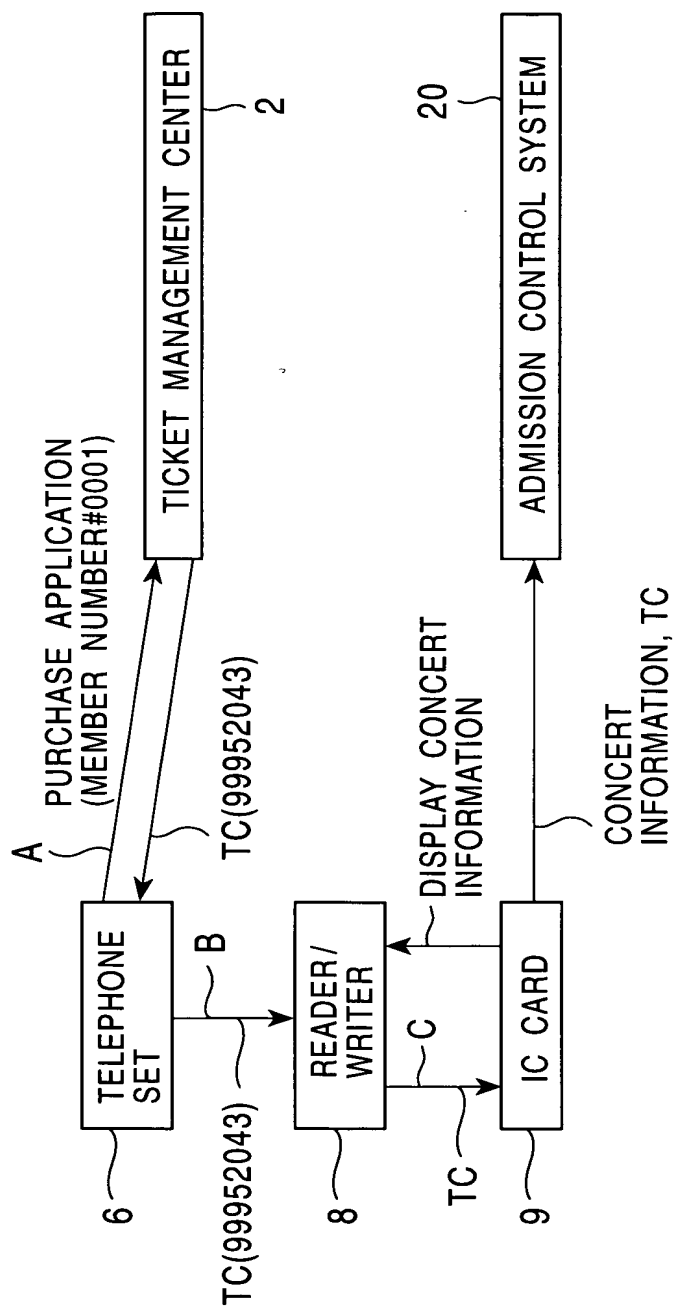 A
PURCHASE APPLICATION
(MEMBER NUMBER#0001)
TELEPHONE
SET
6
TICKET MANAGEMENT CENTER
2
TC(99952043)
B
TC(99952043)
READER/
WRITER
8
DISPLAY CONCERT
INFORMATION
C
TC
IC CARD
9
CONCERT
INFORMATION, TC
ADMISSION CONTROL SYSTEM
20